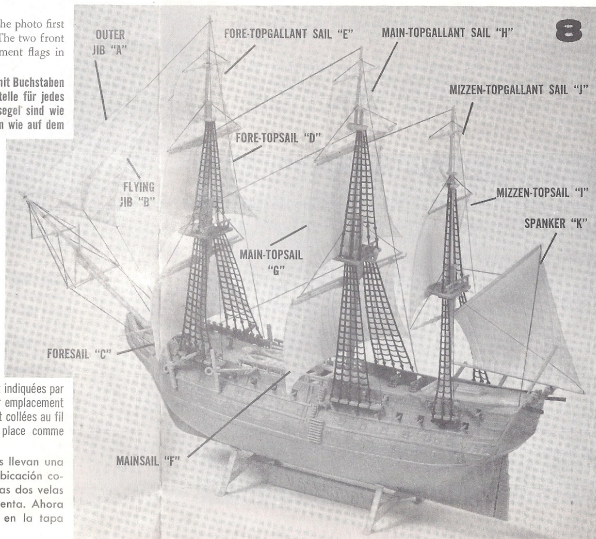 he photo first
The two front
ment flags in
nit Buchstaben
telle für jedes
segel sind wie
n wie auf dem
8
OUTER
JIB "A"
FORE-TOPGALLANT SAIL "E"
MAIN-TOPGALLANT SAIL "H"
MIZZEN-TOPGALLANT SAIL "J"
FORE-TOPSAIL "D"
FLYING
JIB "B"
MIZZEN-TOPSAIL "I"
SPANKER "K"
MAIN-TOPSAIL
"G"
FORESAIL "C"
MAINSAIL "F"
indiquées par
emplacement
t collées au fil
place comme
s llevan una
bicación co-
as dos velas
enta. Ahora
en la tapa